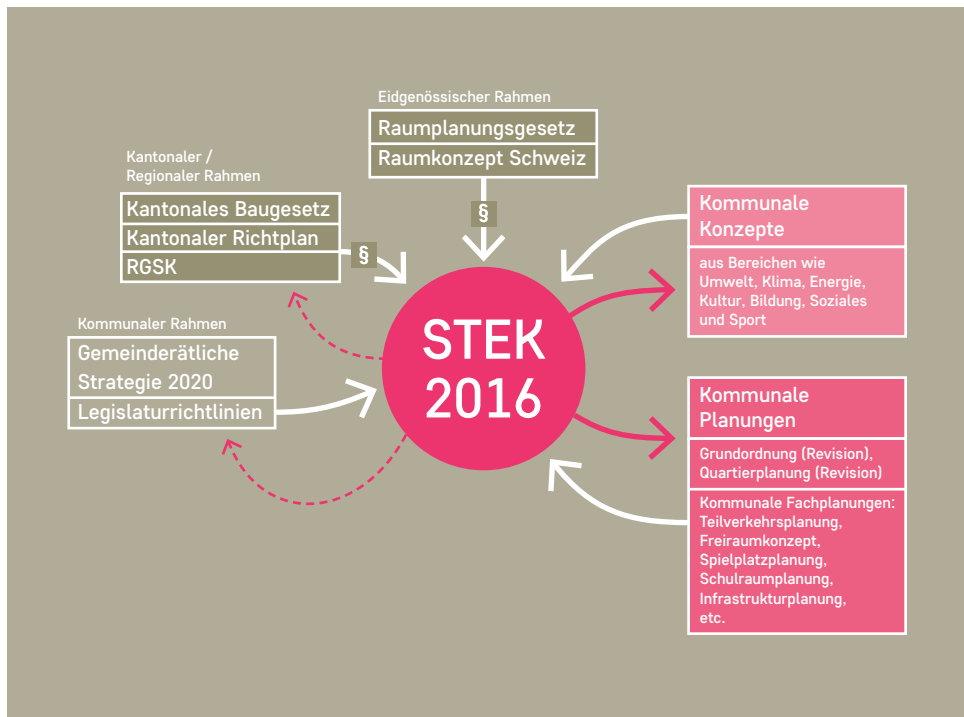 Eidgenössischer Rahmen
Raumplanungsgesetz
Raumkonzept Schweiz
§
Kantonaler /
Regionaler Rahmen
Kantonales Baugesetz
Kantonaler Richtplan
RGSK
§
Kommunaler Rahmen
Gemeinderätliche
Strategie 2020
Legislaturrichtlinien
STEK
2016
Kommunale
Konzepte
aus Bereichen wie
Umwelt, Klima, Energie,
Kultur, Bildung, Soziales
und Sport
Kommunale
Planungen
Grundordnung (Revision),
Quartierplanung (Revision)
Kommunale Fachplanungen:
Teilverkehrsplanung,
Freiraumkonzept,
Spielplatzplanung,
Schulraumplanung,
Infrastrukturplanung,
etc.